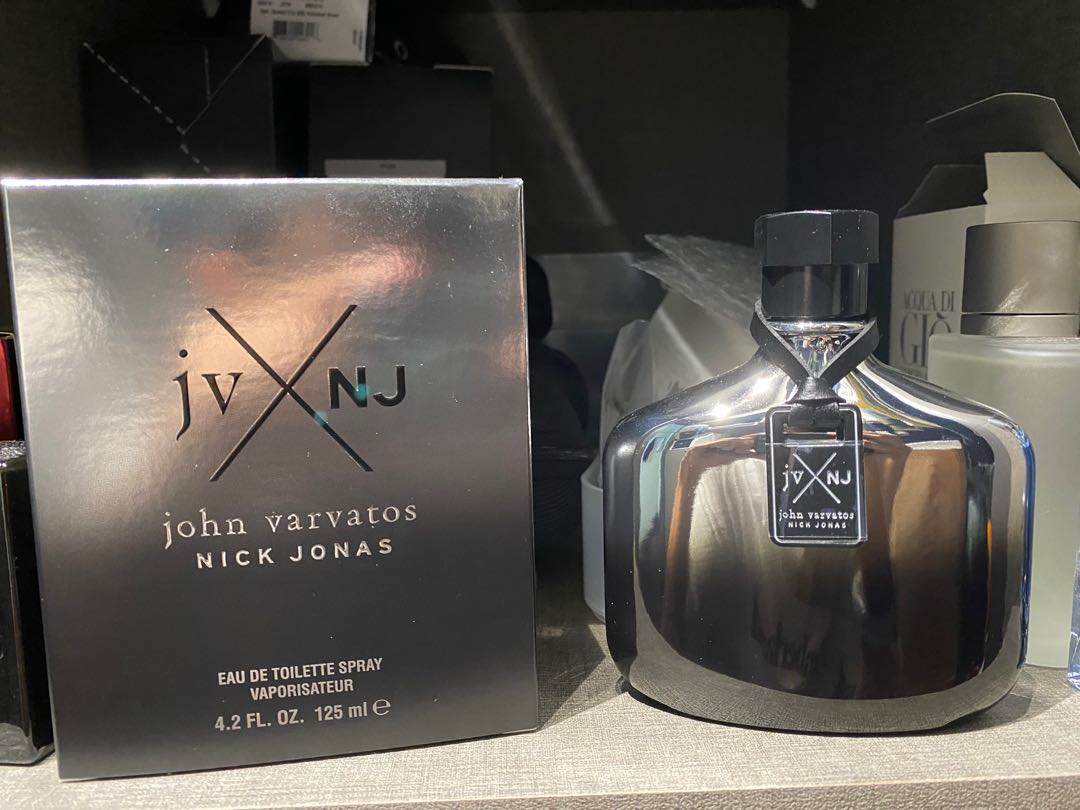 jv NJ
john varvatos
NICK JONAS
EAU DE TOILETTE SPRAY
VAPORISATEUR
4.2 FL. OZ. 125 ml ℮
jv NJ
john varvatos
NICK JONAS
ACQUA DI
GIÒ